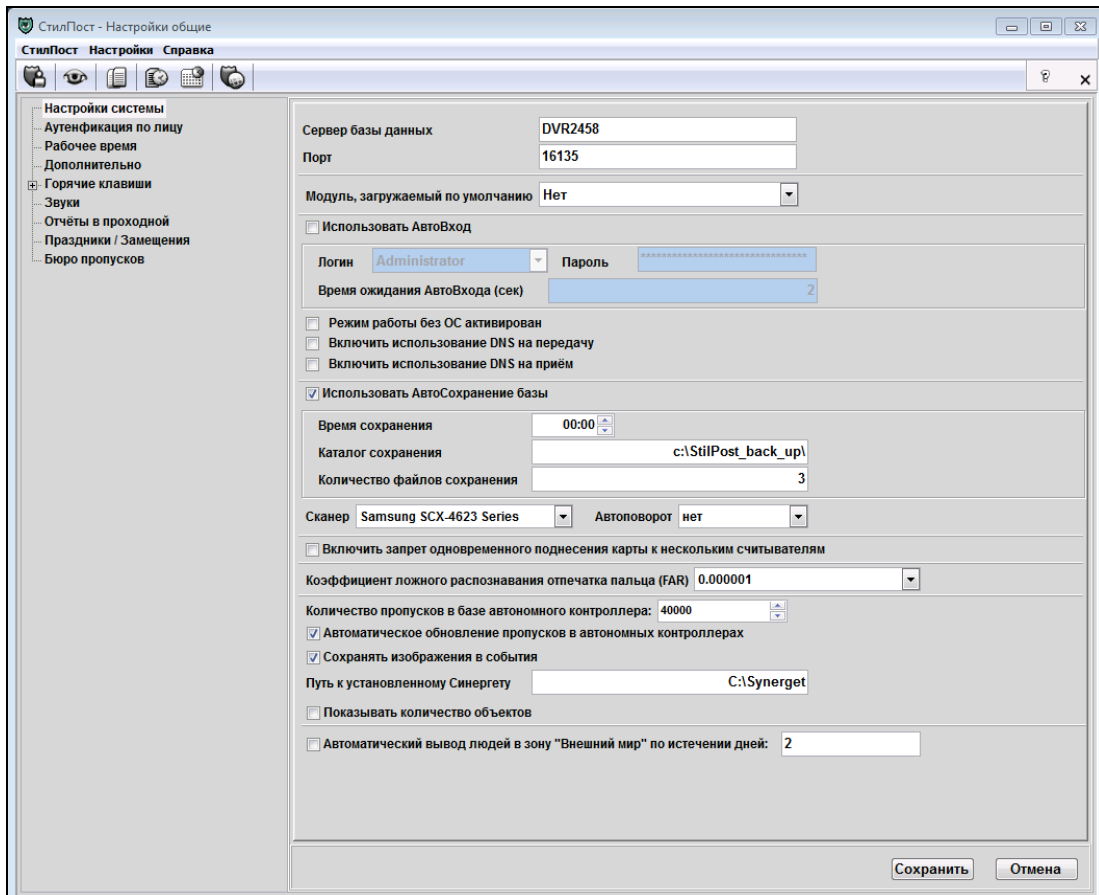 СтилПост - Настройки общие
СтилПост Настройки Справка
Настройки системы
Аутенфикация по лицу
Рабочее время
Дополнительно
Горячие клавиши
Звуки
Отчёты в проходной
Праздники / Замещения
Бюро пропусков
Сервер базы данных DVR2458
Порт 16135
Модуль, загружаемый по умолчанию Нет
Использовать АвтоВход
Логин Administrator Пароль ********************************
Время ожидания АвтоВхода (сек) 2
Режим работы без ОС активирован
Включить использование DNS на передачу
Включить использование DNS на приём
Использовать АвтоСохранение базы
Время сохранения 00:00
Каталог сохранения c:\StilPost_back_up\
Количество файлов сохранения 3
Сканер Samsung SCX-4623 Series Автоповорот нет
Включить запрет одновременного поднесения карты к нескольким считывателям
Коэффициент ложного распознавания отпечатка пальца (FAR) 0.000001
Количество пропусков в базе автономного контроллера: 40000
Автоматическое обновление пропусков в автономных контроллерах
Сохранять изображения в события
Путь к установленному Синергету C:\Synerget
Показывать количество объектов
Автоматический вывод людей в зону "Внешний мир" по истечении дней: 2
Сохранить Отмена